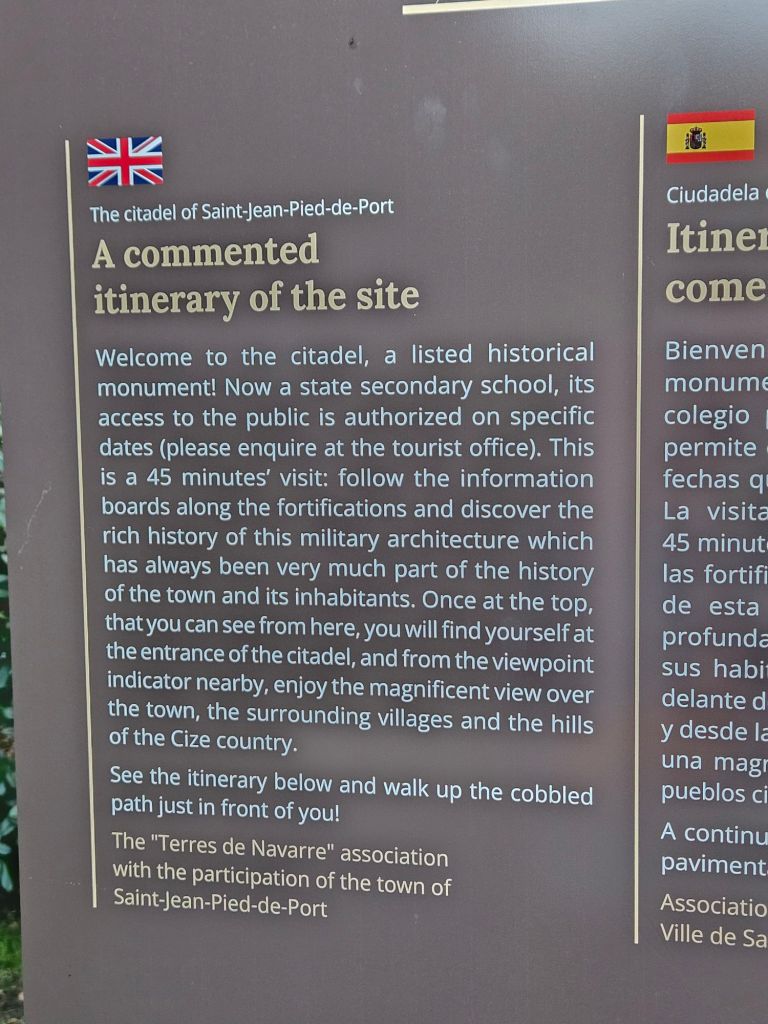 The citadel of Saint-Jean-Pied-de-Port
A commented
itinerary of the site
Welcome to the citadel, a listed historical
monument! Now a state secondary school, its
access to the public is authorized on specific
dates (please enquire at the tourist office). This
is a 45 minutes’ visit: follow the information
boards along the fortifications and discover the
rich history of this military architecture which
has always been very much part of the history
of the town and its inhabitants. Once at the top,
that you can see from here, you will find yourself at
the entrance of the citadel, and from the viewpoint
indicator nearby, enjoy the magnificent view over
the town, the surrounding villages and the hills
of the Cize country.
See the itinerary below and walk up the cobbled
path just in front of you!
The "Terres de Navarre" association
with the participation of the town of
Saint-Jean-Pied-de-Port
Ciudadela
Itiner
come
Bienven
monume
colegio
permite
fechas qu
La visita
45 minut
las fortifi
de esta
profunda
sus habit
delante d
y desde la
una magn
pueblos ci
A continu
paviment
Associatio
Ville de Sa